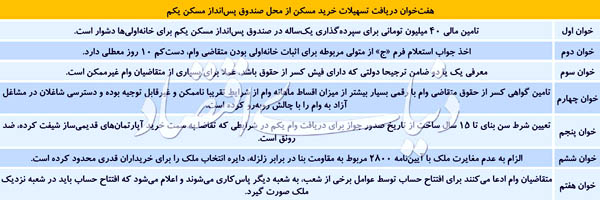 هفت‌خوان دریافت تسهیلات خرید مسکن از محل صندوق پس‌انداز مسکن یکم
خوان اول
تامین مالی ۴۰ میلیون تومانی برای سپرده‌گذاری یک‌ساله در صندوق پس‌انداز مسکن یکم برای خانه‌اولی‌ها دشوار است.
خوان دوم
اخذ جواب استعلام فرم «ج» از متولی مربوطه برای اثبات خانه‌اولی بودن متقاضی وام، دست‌کم ۱۰ روز معطلی دارد.
خوان سوم
معرفی یک یا دو ضامن ترجیحا دولتی که دارای فیش کسر از حقوق باشد، عملا برای بسیاری از متقاضیان وام غیرممکن است.
خوان چهارم
تامین گواهی کسر از حقوق متقاضی وام با رقمی بسیار بیشتر از میزان اقساط ماهانه وام از شرایط تقریبا ناممکن و غیرقابل توجیه بوده و دسترسی شاغلان در مشاغل
آزاد به وام را با چالش روبه‌رو کرده است.
خوان پنجم
تعیین شرط سن بنای تا ۱۵ سال ساخت از تاریخ صدور جواز برای دریافت وام یکم در شرایطی که تقاضا به سمت خرید آپارتمان‌های قدیمی‌ساز شیفت کرده، ضد
رونق است.
خوان ششم
الزام به عدم مغایرت ملک با آیین‌نامه ۲۸۰۰ مربوط به مقاومت بنا در برابر زلزله، دایره انتخاب ملک را برای خریداران قدری محدود کرده است.
خوان هفتم
متقاضیان وام ادعا می‌کنند برای افتتاح حساب توسط عوامل برخی از شعب، به شعبه دیگر پاس‌کاری می‌شوند و اعلام می‌شود که افتتاح حساب باید در شعبه نزدیک
ملک صورت گیرد.
دنیای اقتصاد